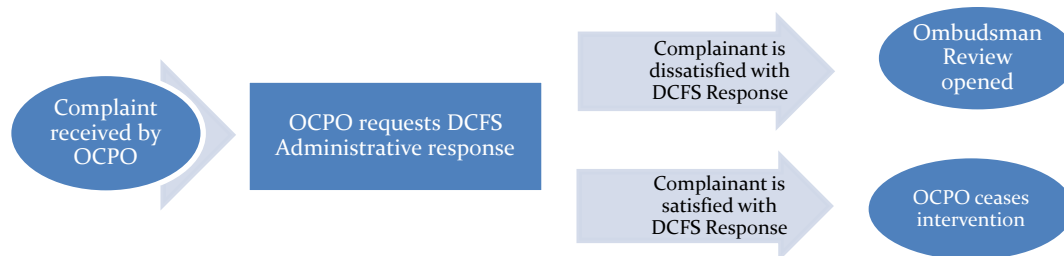 Complaint
received by
OCPO
OCPO requests DCFS
Administrative response
Complainant is
dissatisfied with
DCFS Response
Ombudsman
Review
opened
Complainant is
satisfied with
DCFS Response
OCPO ceases
intervention